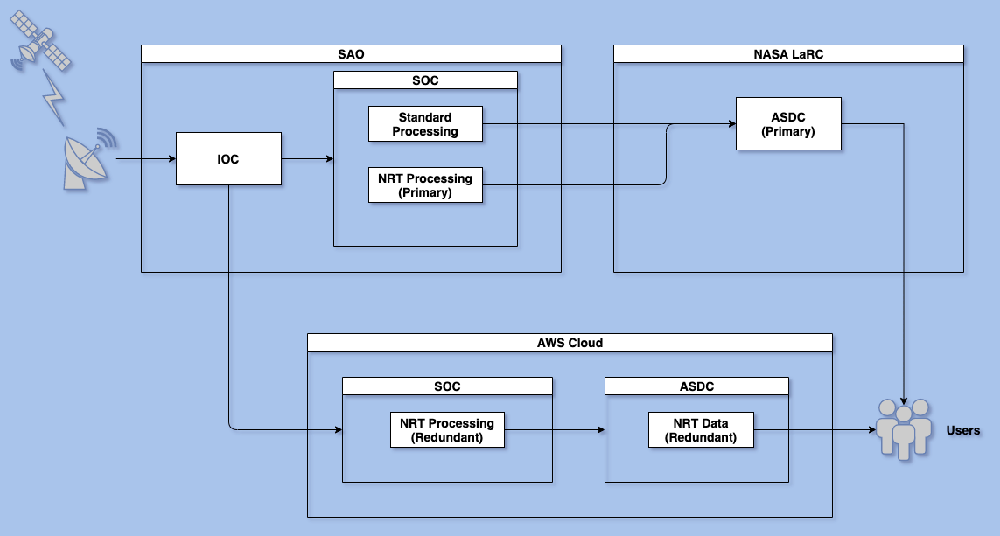 SAO
NASA LaRC
SOC
Standard
Processing
ASDC
(Primary)
IOC
NRT Processing
(Primary)
AWS Cloud
SOC
ASDC
NRT Processing
(Redundant)
NRT Data
(Redundant)
Users